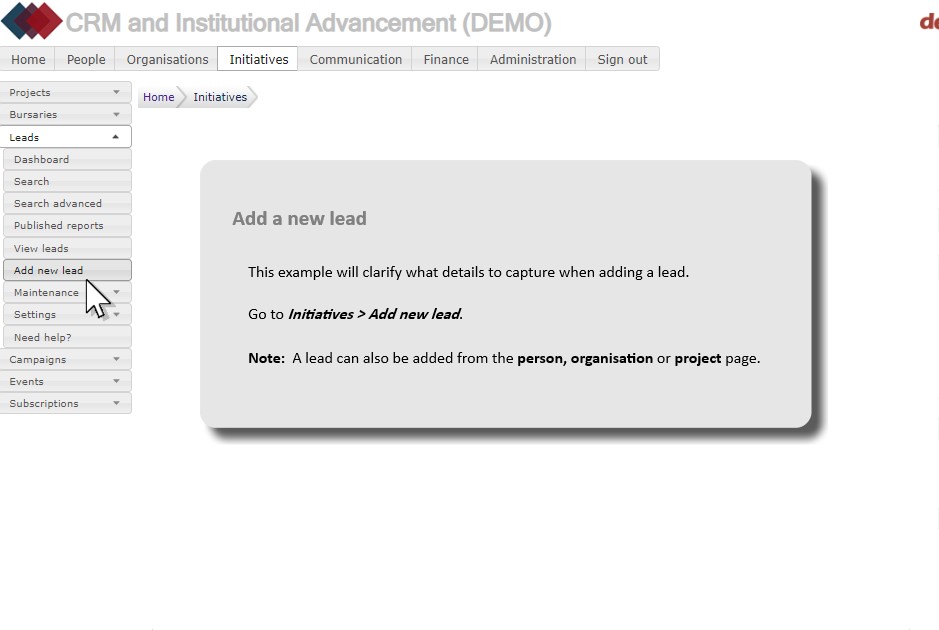 CRM and Institutional Advancement (DEMO)
Home People Organisations Initiatives Communication Finance Administration Sign out
Projects
Bursaries
Leads
Dashboard
Search
Search advanced
Published reports
View leads
Add new lead
Maintenance
Settings
Need help?
Campaigns
Events
Subscriptions
Home Initiatives
Add a new lead
This example will clarify what details to capture when adding a lead.
Go to Initiatives > Add new lead.
Note: A lead can also be added from the person, organisation or project page.